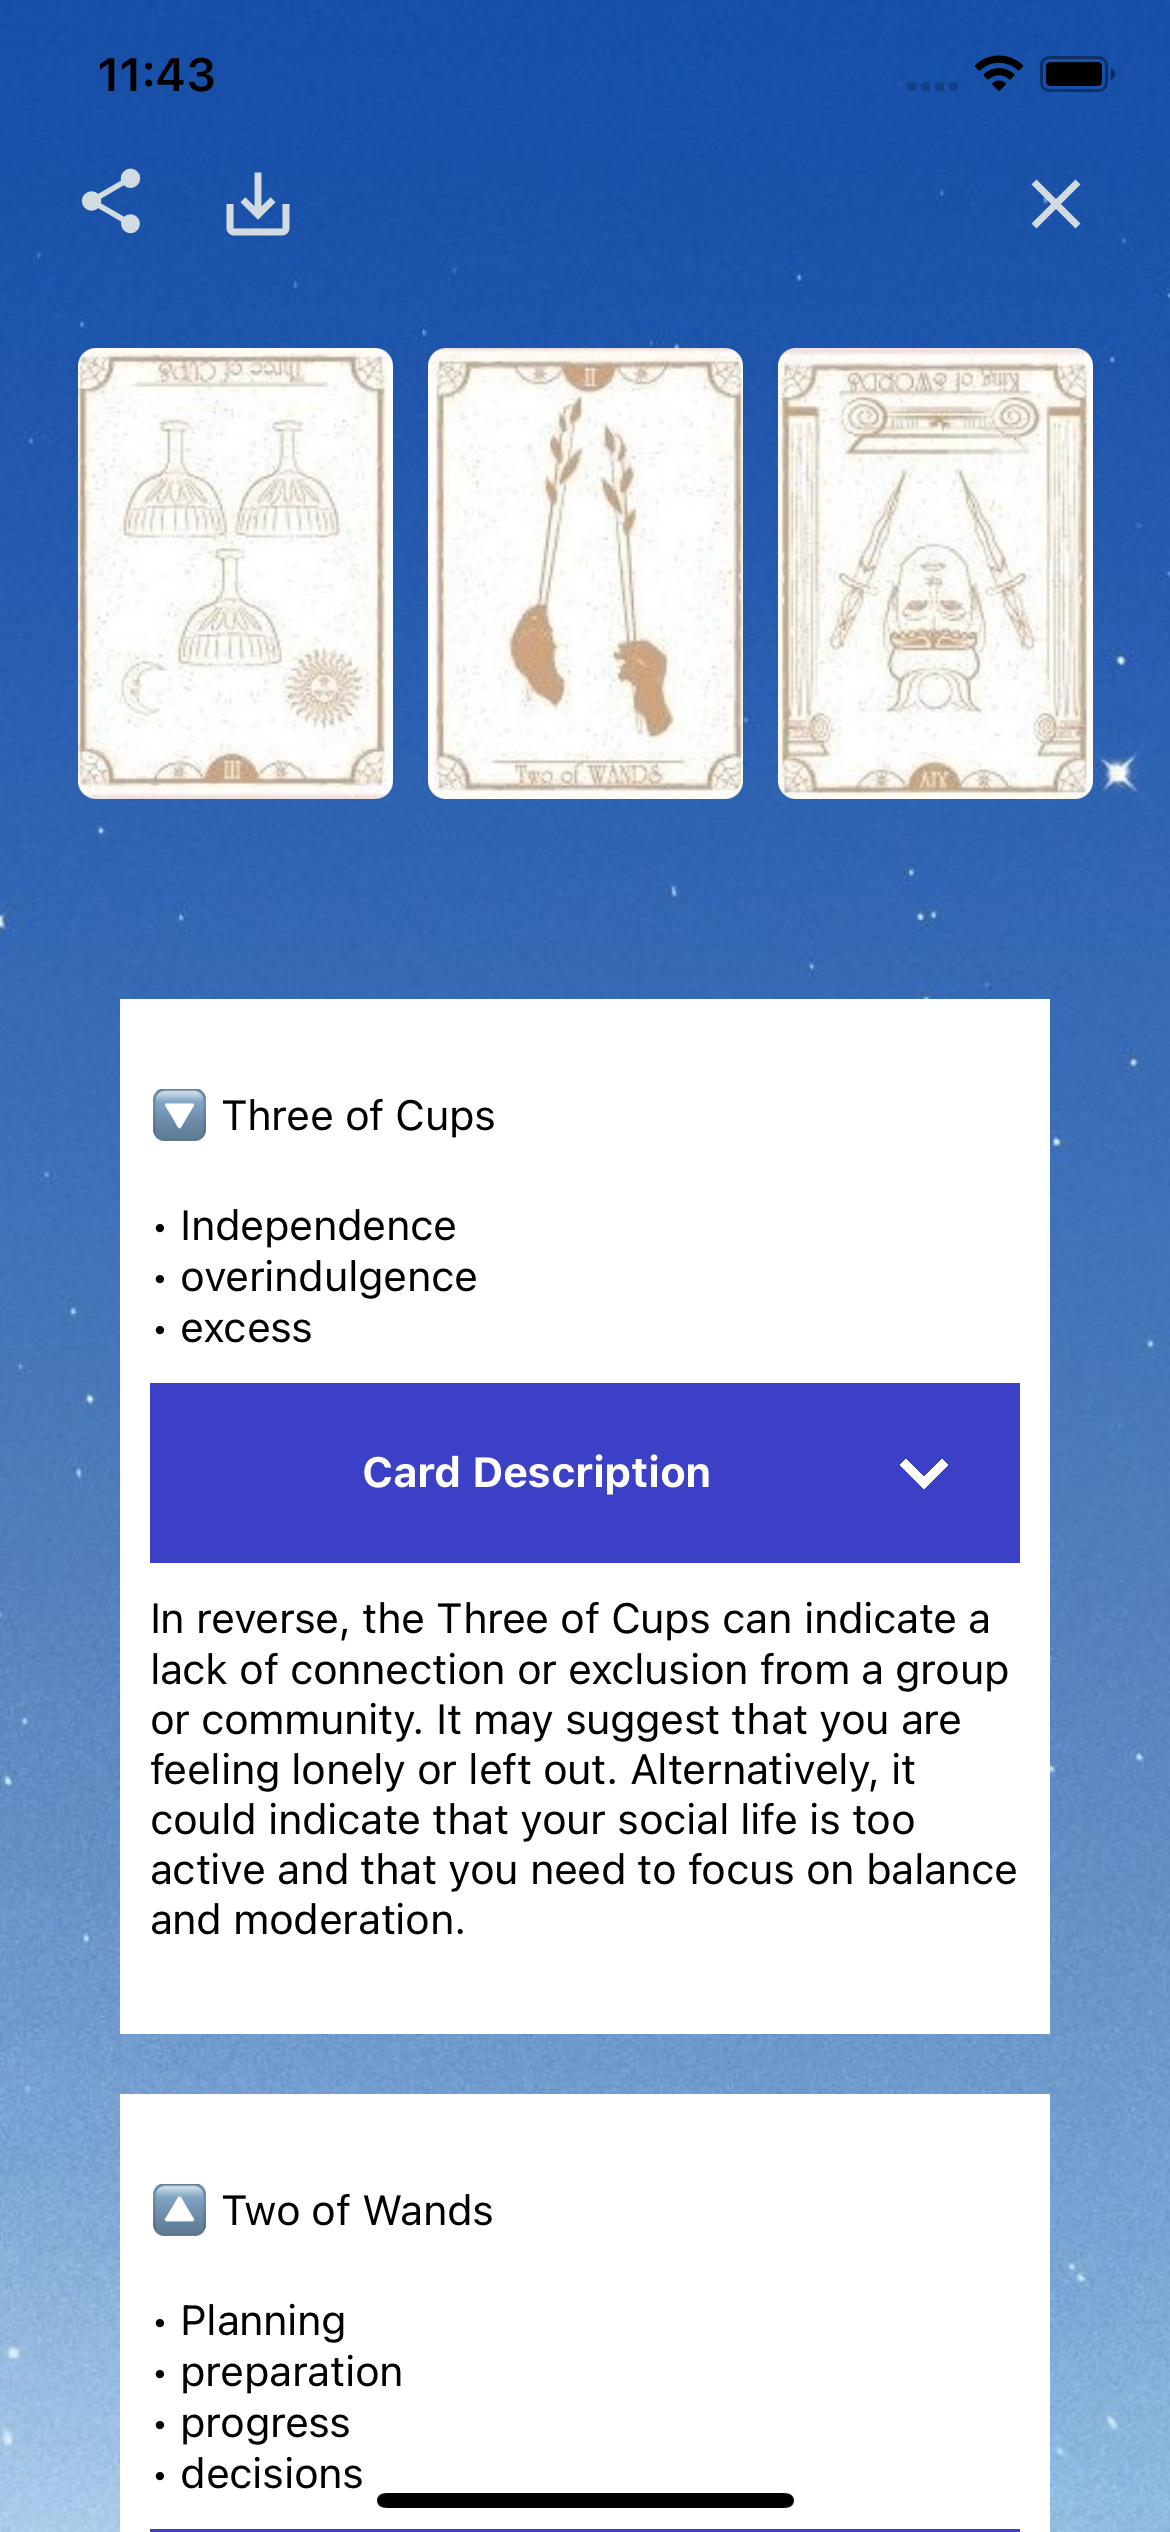 11:43
Three of CUPS
II
King of SWORDS
III
Two of WANDS
XIV
Three of Cups
• Independence
• overindulgence
• excess
Card Description
In reverse, the Three of Cups can indicate a
lack of connection or exclusion from a group
or community. It may suggest that you are
feeling lonely or left out. Alternatively, it
could indicate that your social life is too
active and that you need to focus on balance
and moderation.
Two of Wands
• Planning
• preparation
• progress
• decisions